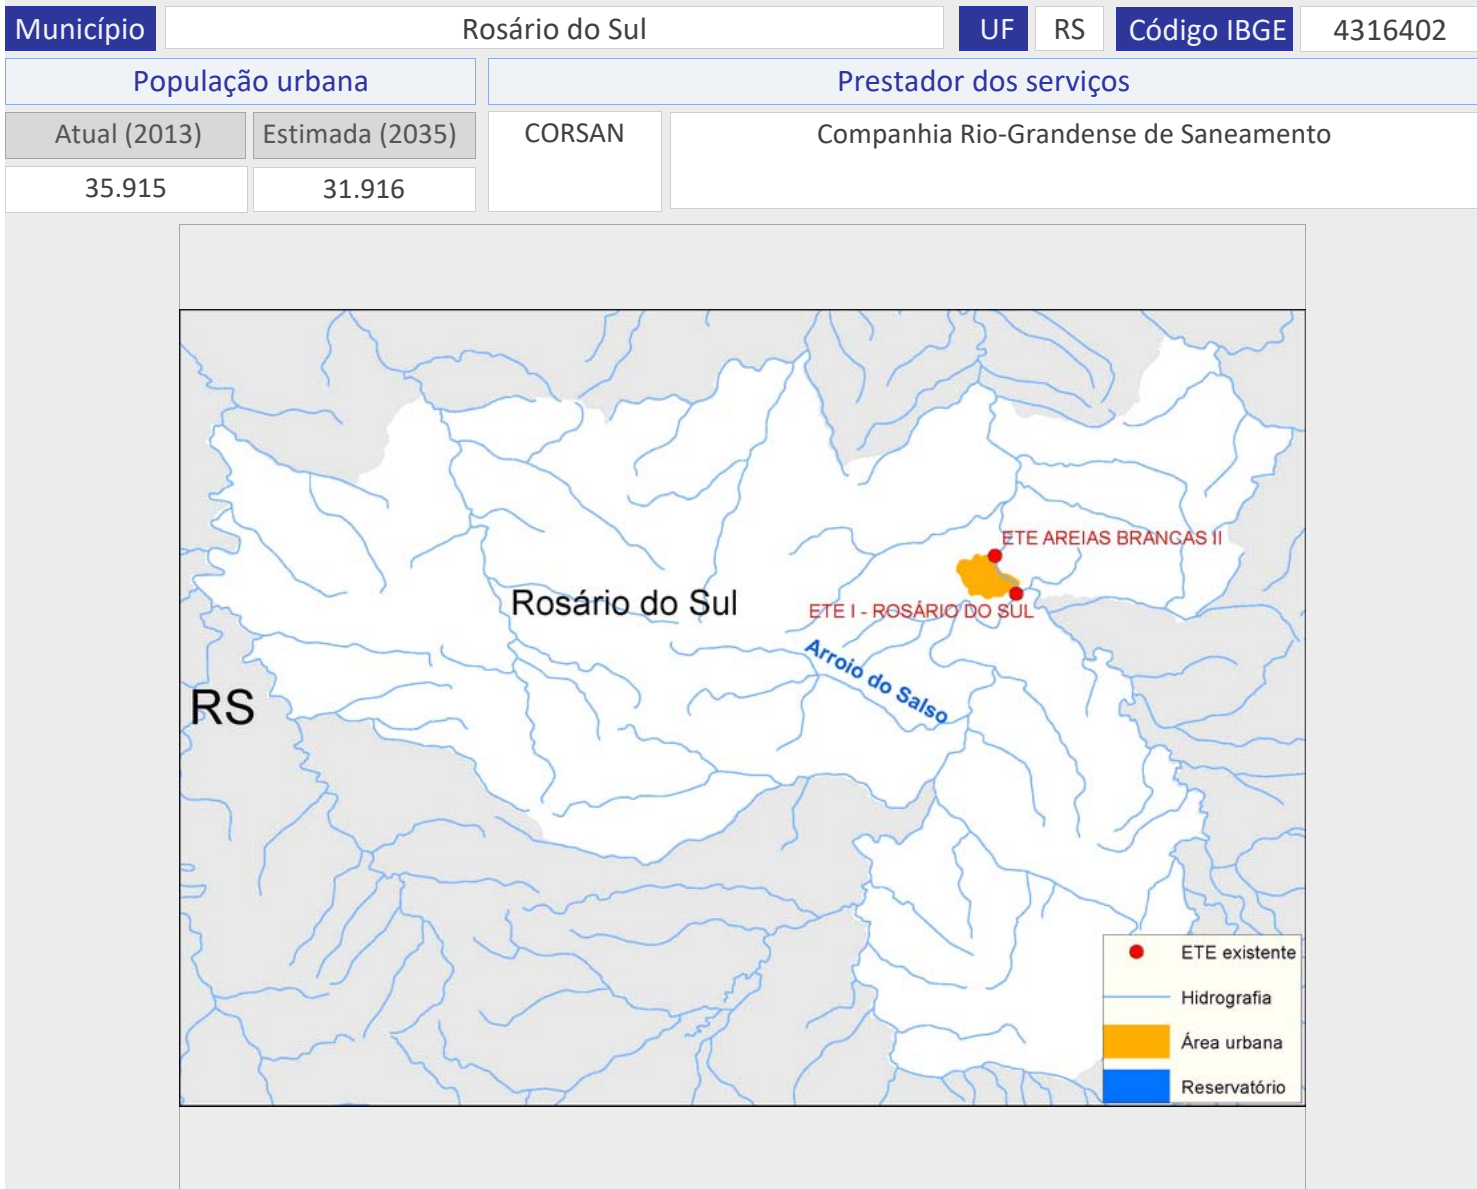 Município Rosário do Sul UF RS Código IBGE 4316402
População urbana Prestador dos serviços
Atual (2013) Estimada (2035) CORSAN Companhia Rio-Grandense de Saneamento
35.915 31.916
ETE AREIAS BRANCAS II
Rosário do Sul
ETE I - ROSÁRIO DO SUL
Arroio do Salso
RS
ETE existente
Hidrografia
Área urbana
Reservatório